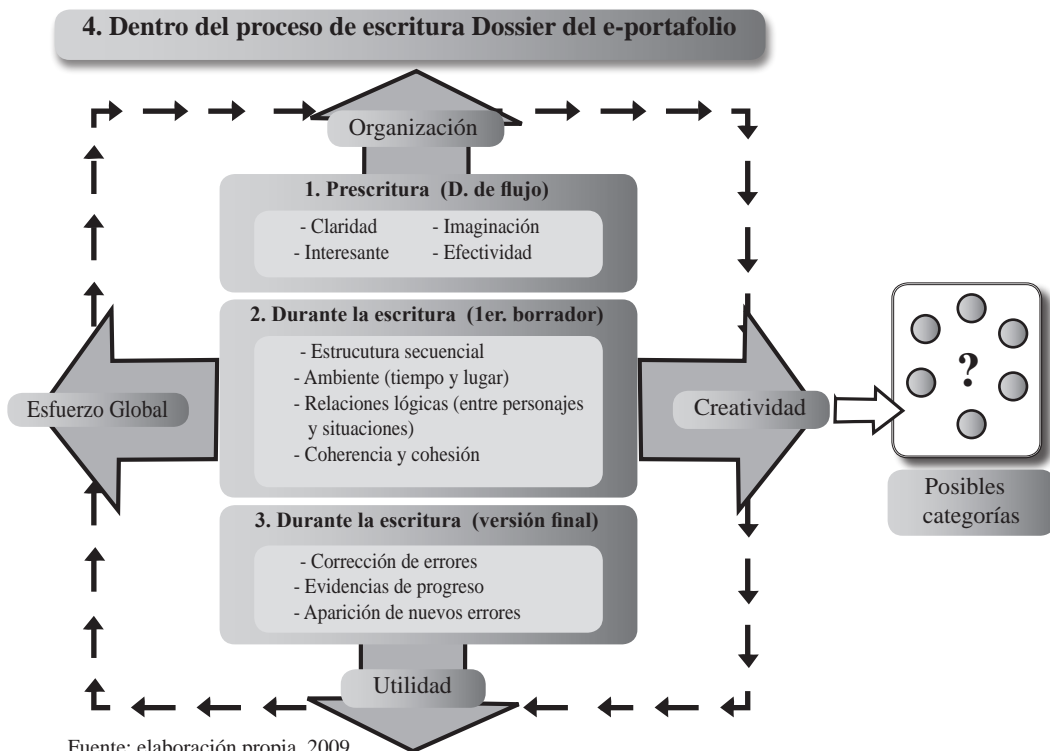 4. Dentro del proceso de escritura Dossier del e-portafolio
Organización
1. Prescritura (D. de flujo)
- Claridad - Imaginación
- Interesante - Efectividad
2. Durante la escritura (1er. borrador)
- Estrucutura secuencial
- Ambiente (tiempo y lugar)
- Relaciones lógicas (entre personajes
y situaciones)
- Coherencia y cohesión
Esfuerzo Global
Creatividad
?
Posibles
categorías
3. Durante la escritura (versión final)
- Corrección de errores
- Evidencias de progreso
- Aparición de nuevos errores
Utilidad
Fuente: elaboración propia, 2009